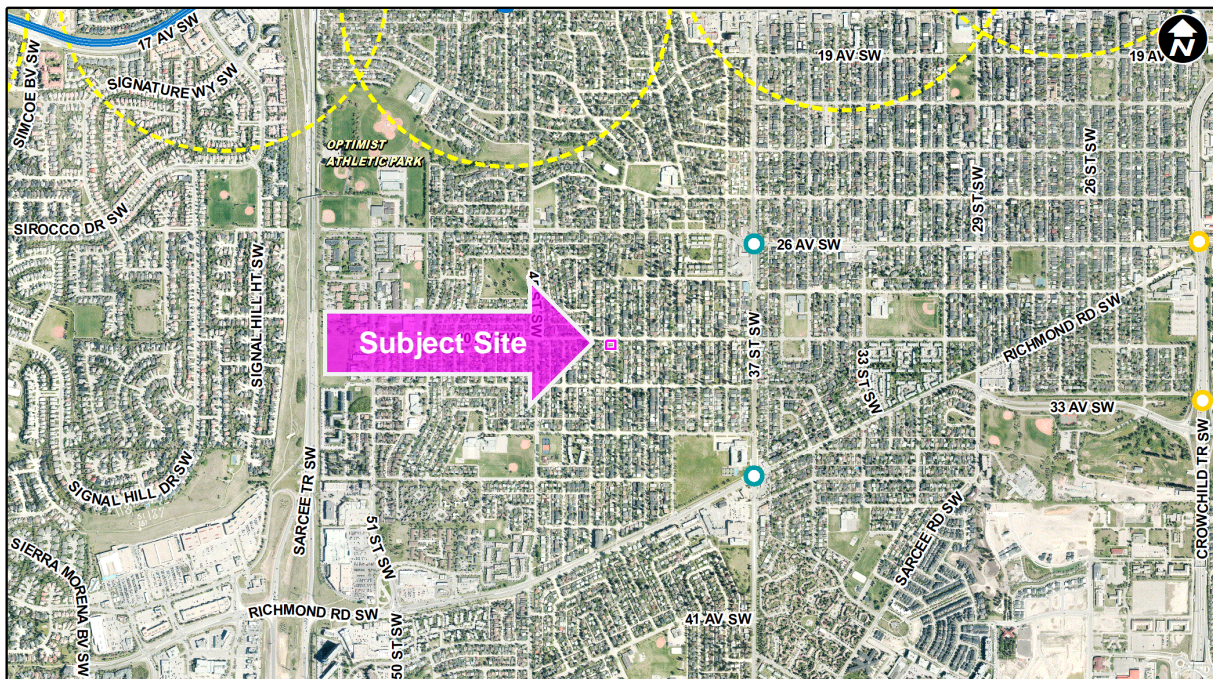 17 AV SW
SIMCOE BV SW
SIGNATURE WY SW
19 AV SW
19 AV
N
OPTIMIST
ATHLETIC PARK
26 ST SW
29 ST SW
SIROCCO DR SW
SIGNAL HILL HT SW
26 AV SW
ST SW
Subject Site
37 ST SW
RICHMOND RD SW
33 ST SW
33 AV SW
SIGNAL HILL DR SW
SARCEE TR SW
51 ST SW
SARCEE RD SW
CROWCHILD TR SW
SIERRA MORENA BV SW
RICHMOND RD SW
50 ST SW
41 AV SW